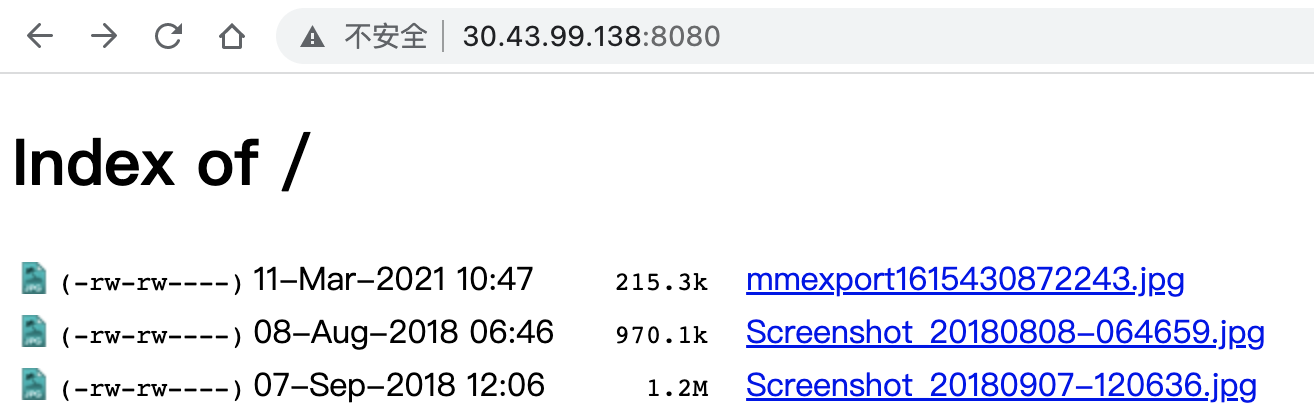 不安全 30.43.99.138:8080
Index of /
(-rw-rw----) 11-Mar-2021 10:47 215.3k mmexport1615430872243.jpg
(-rw-rw----) 08-Aug-2018 06:46 970.1k Screenshot_20180808-064659.jpg
(-rw-rw----) 07-Sep-2018 12:06 1.2M Screenshot_20180907-120636.jpg